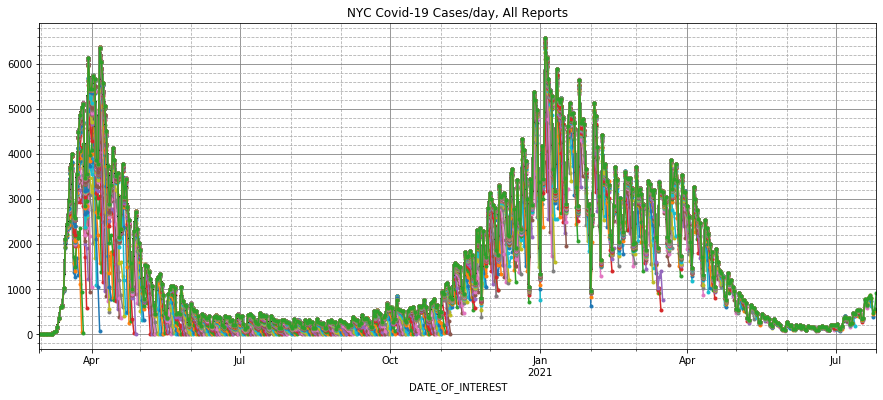 NYC Covid-19 Cases/day, All Reports
6000
5000
4000
3000
2000
1000
0
Apr Jul Oct Jan Apr Jul
2021
DATE_OF_INTEREST